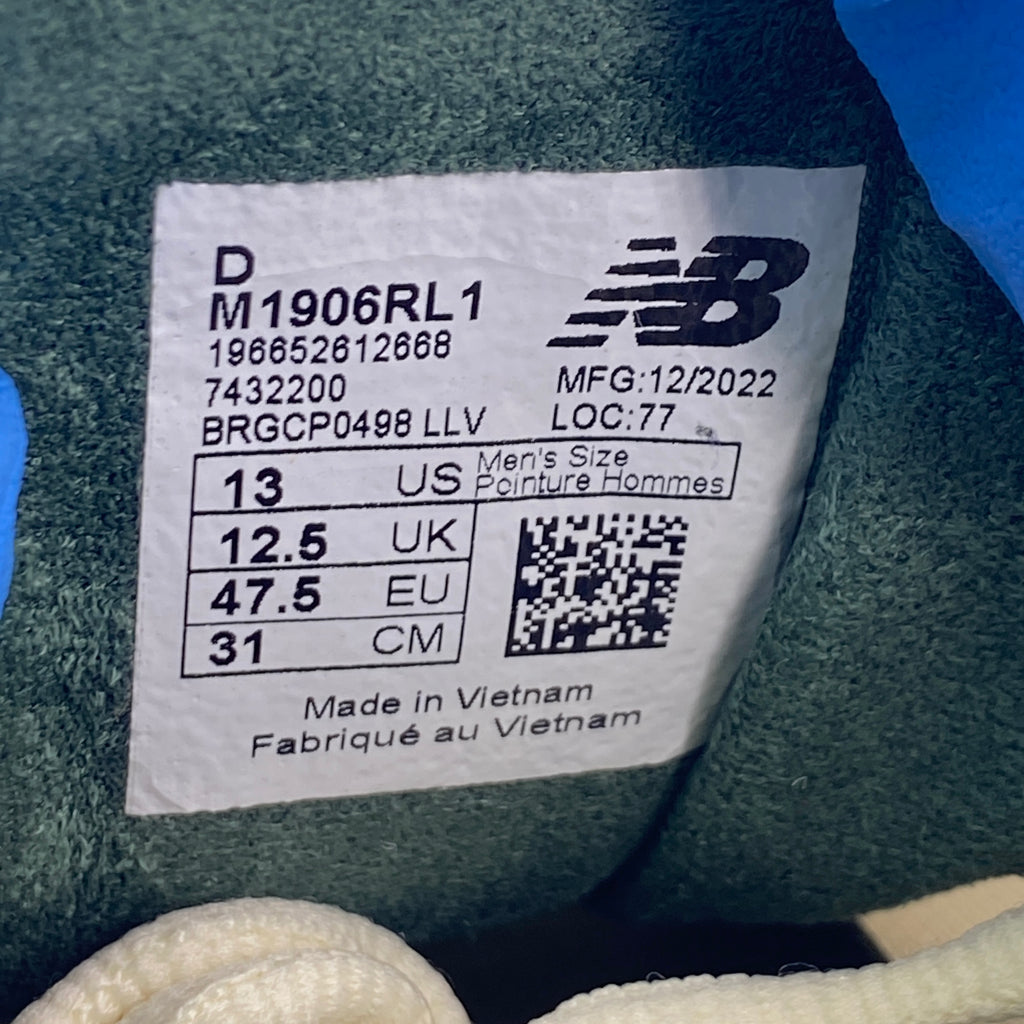 D
M1906RL1
196652612668
7432200
BRGCP0498 LLV
NB
MFG:12/2022
LOC:77
13 US Men's Size
Pointure Hommes
12.5 UK
47.5 EU
31 CM
Made in Vietnam
Fabriqué au Vietnam